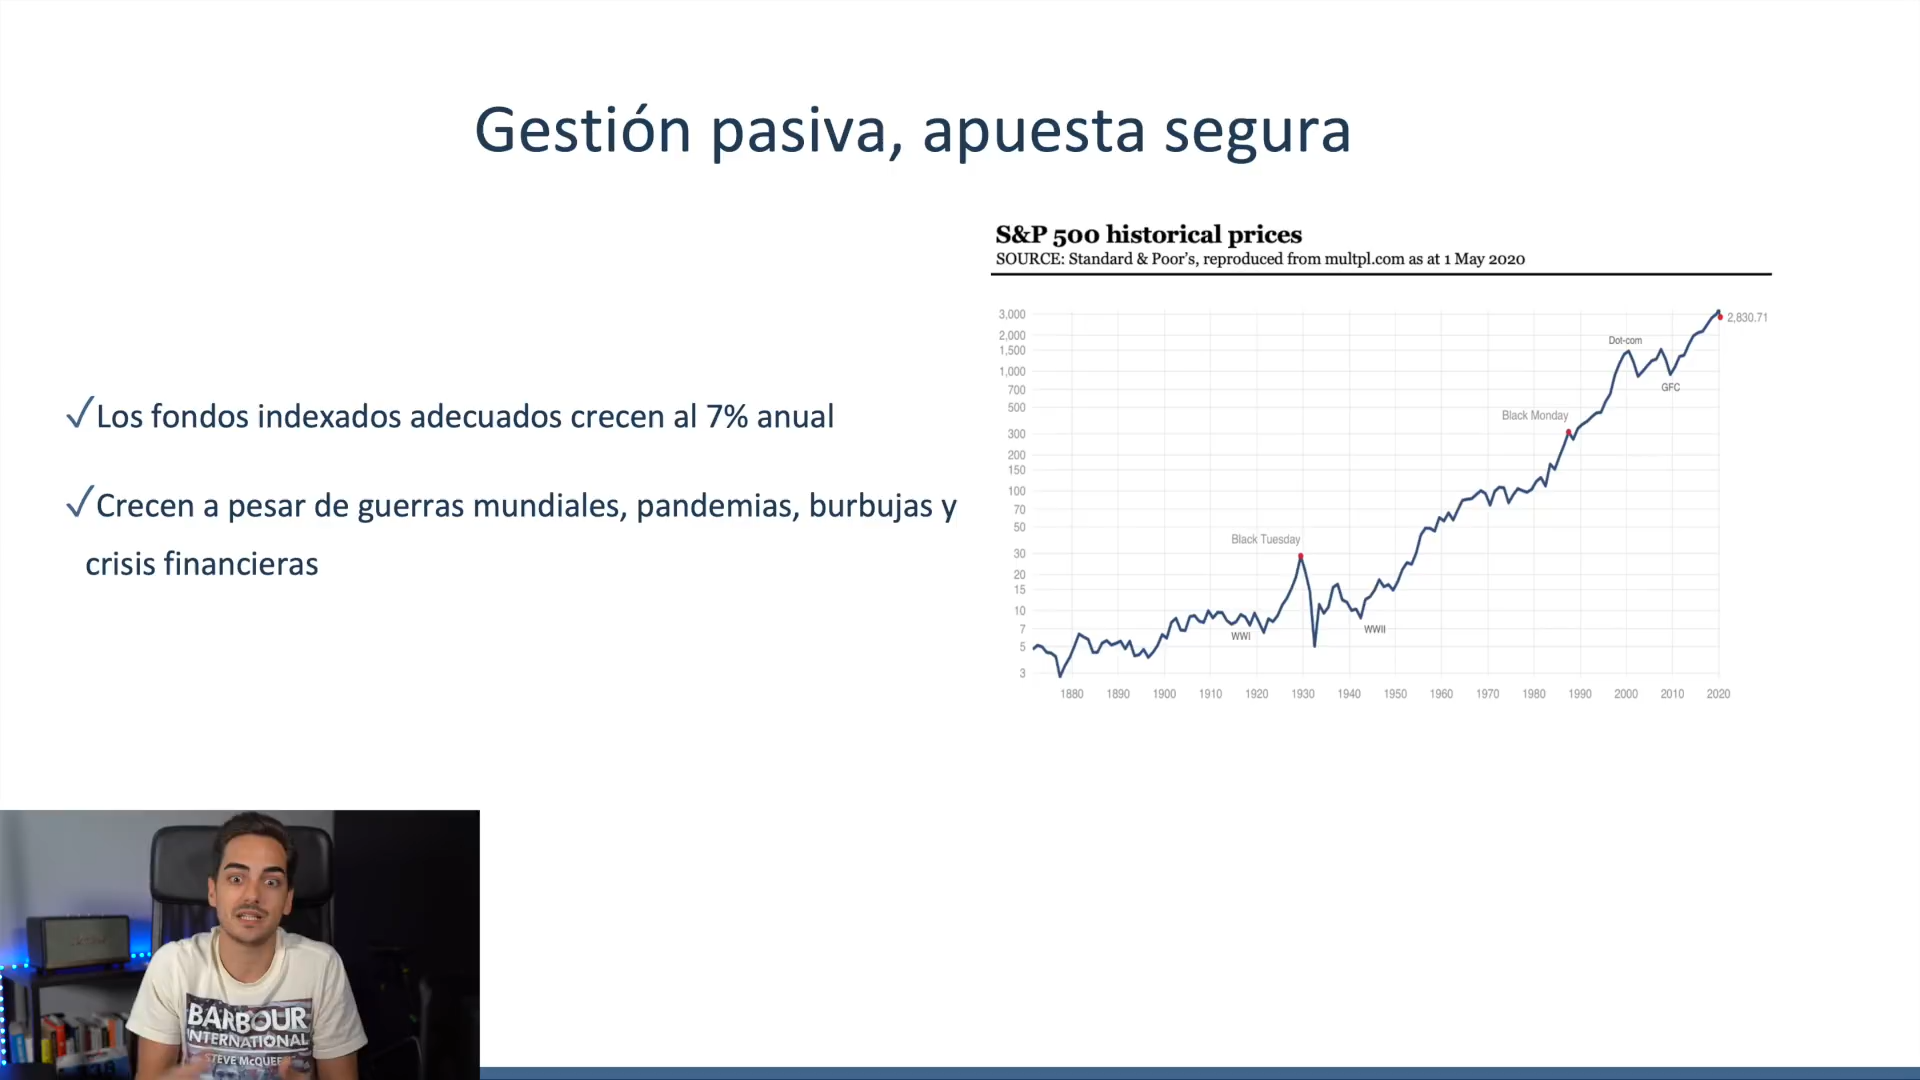 Gestión pasiva, apuesta segura
S&P 500 historical prices
SOURCE: Standard & Poor's, reproduced from multpl.com as at 1 May 2020
✓Los fondos indexados adecuados crecen al 7% anual
✓Crecen a pesar de guerras mundiales, pandemias, burbujas y
crisis financieras
3,000
2,830.71
2,000
Dot-com
1,500
1,000
GFC
700
500
Black Monday
300
200
150
100
70
50
Black Tuesday
30
20
15
10
7
WWI
WWII
5
3
1880 1890 1900 1910 1920 1930 1940 1950 1960 1970 1980 1990 2000 2010 2020
BARBOUR
INTERNATIONAL
STEVE McQUEEN